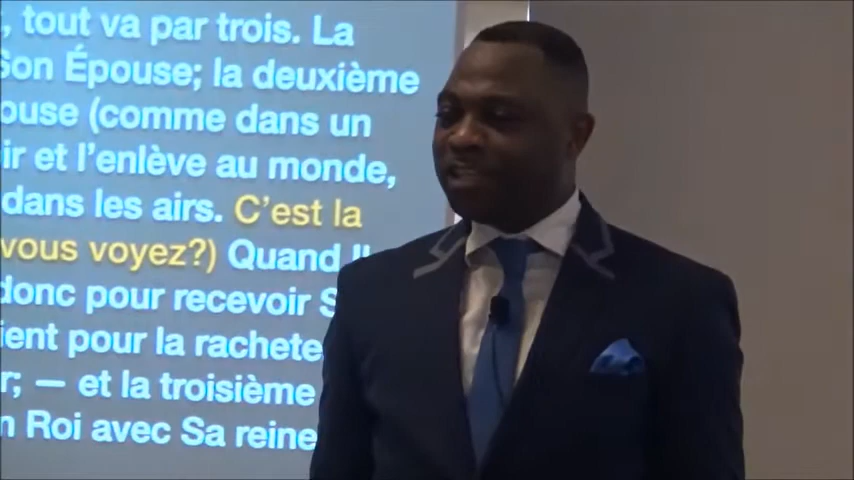 , tout va par trois. La
Son Épouse; la deuxième
ouse (comme dans un
ir et l'enlève au monde,
dans les airs. C'est la
vous voyez?) Quand Il
donc pour recevoir S
ient pour la rachete
r; — et la troisième
n Roi avec Sa reine